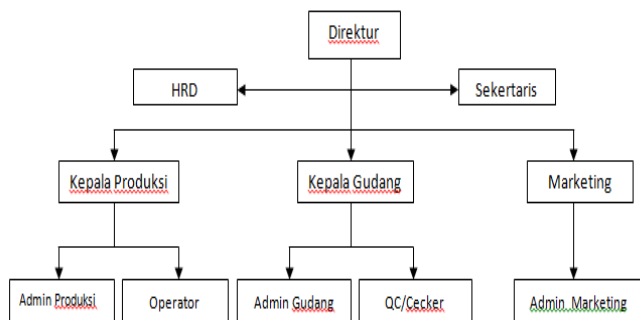 Direktur
HRD
Sekertaris
Kepala Produksi
Kepala Gudang
Marketing
Admin Produksi
Operator
Admin Gudang
QC/Cecker
Admin Marketing